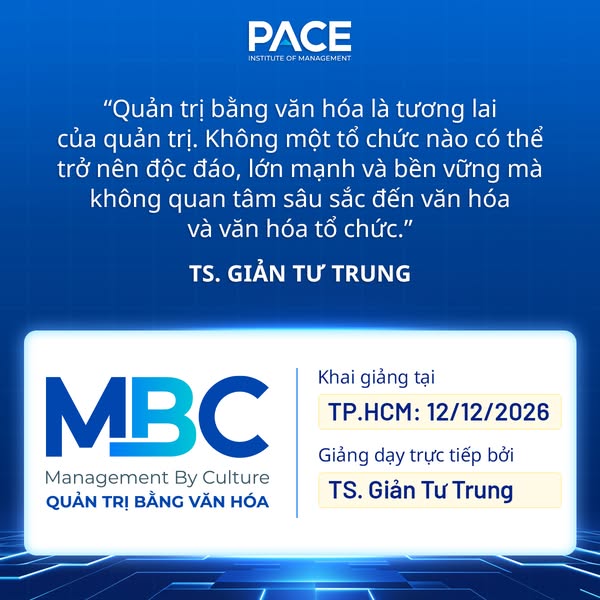 PACE
INSTITUTE OF MANAGEMENT
“Quản trị bằng văn hóa là tương lai
của quản trị. Không một tổ chức nào có thể
trở nên độc đáo, lớn mạnh và bền vững mà
không quan tâm sâu sắc đến văn hóa
và văn hóa tổ chức.”
TS. GIẢN TƯ TRUNG
MBC
Management By Culture
QUẢN TRỊ BẰNG VĂN HÓA
Khai giảng tại
TP.HCM: 12/12/2026
Giảng dạy trực tiếp bởi
TS. Giản Tư Trung